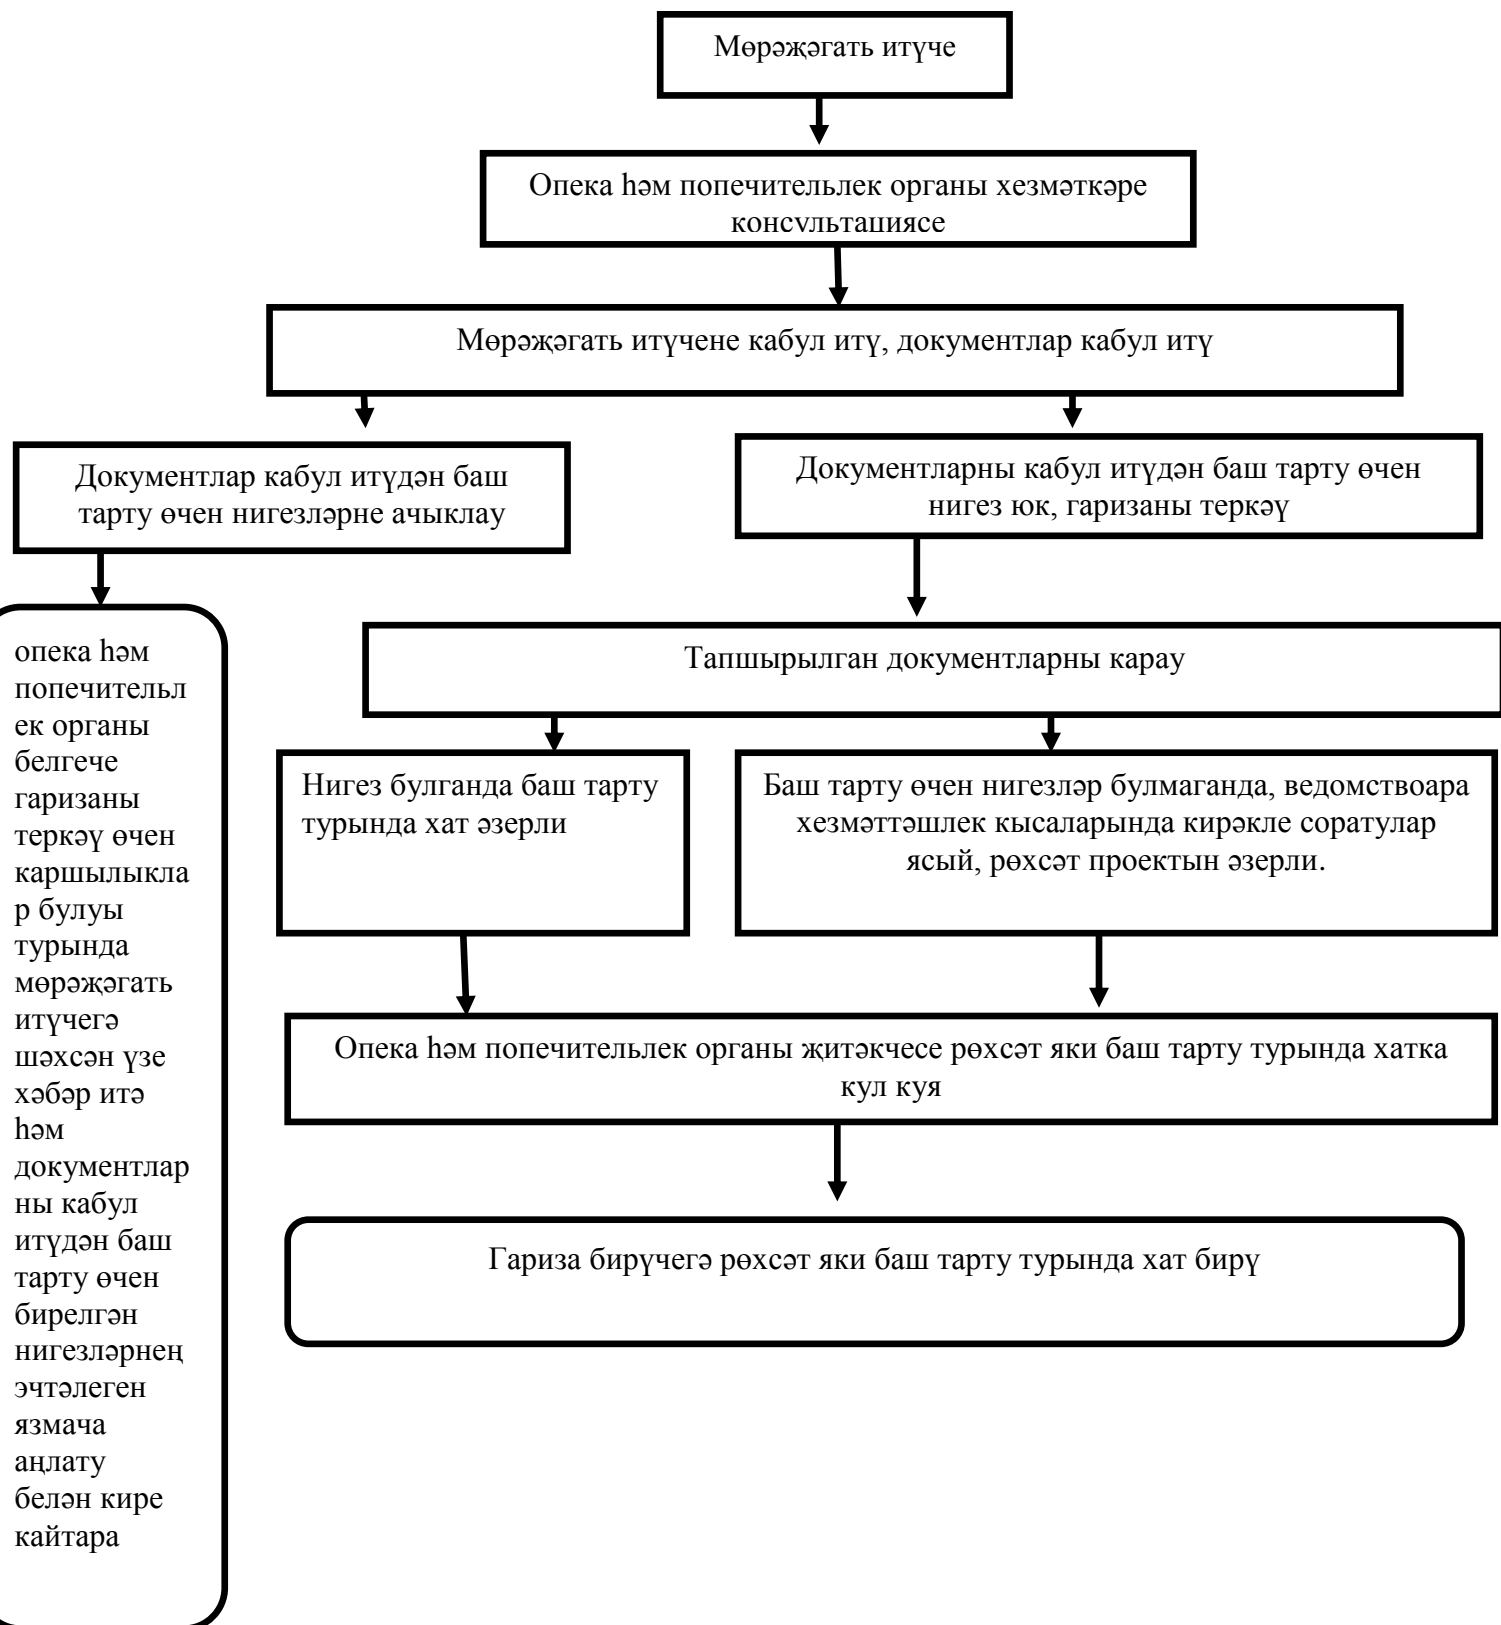 Мөрәҗәгать итүче
Опека һәм попечительлек органы хезмәткәре
консультациясе
Мөрәҗәгать итүчене кабул итү, документлар кабул итү
Документлар кабул итүдән баш
тарту өчен нигезләрне ачыклау
Документларны кабул итүдән баш тарту өчен
нигез юк, гаризаны теркәү
опека һәм
попечительл
ек органы
белгече
гаризаны
теркәү өчен
каршылыкла
р булуы
турында
мөрәҗәгать
итүчегә
шәхсән үзе
хәбәр итә
һәм
документлар
ны кабул
итүдән баш
тарту өчен
бирелгән
нигезләрнең
эчтәлеген
язмача
аңлату
белән кире
кайтара
Тапшырылган документларны карау
Нигез булганда баш тарту
турында хат әзерли
Баш тарту өчен нигезләр булмаганда, ведомствоара
хезмәттәшлек кысаларында кирәкле соратулар
ясый, рөхсәт проектын әзерли.
Опека һәм попечительлек органы җитәкчесе рөхсәт яки баш тарту турында хатка
кул куя
Гариза бирүчегә рөхсәт яки баш тарту турында хат бирү